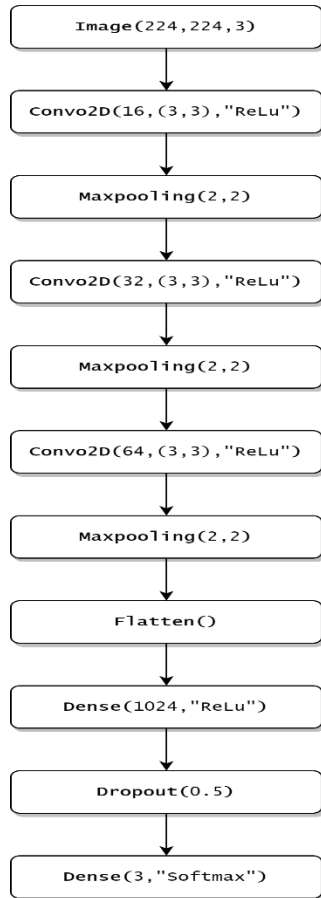 Image(224,224,3)
Convo2D(16,(3,3),"ReLu")
Maxpooling(2,2)
Convo2D(32,(3,3),"ReLu")
Maxpooling(2,2)
Convo2D(64,(3,3),"ReLu")
Maxpooling(2,2)
Flatten()
Dense(1024,"ReLu")
Dropout(0.5)
Dense(3,"Softmax")